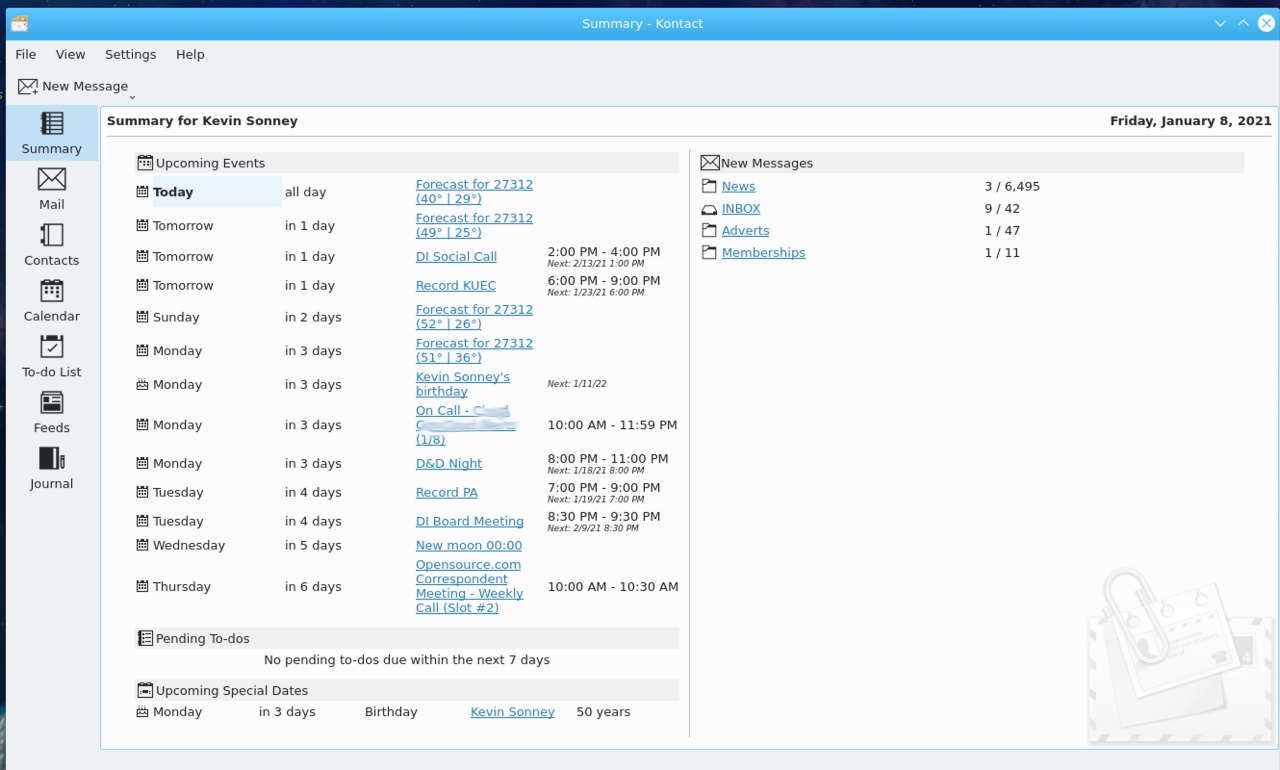 Summary - Kontact
File View Settings Help
New Message
Summary
Mail
Contacts
Calendar
To-do List
Feeds
Journal
Summary for Kevin Sonney Friday, January 8, 2021
Upcoming Events
Today all day Forecast for 27312
(40° | 29°)
Tomorrow in 1 day Forecast for 27312
(49° | 25°)
Tomorrow in 1 day DI Social Call 2:00 PM - 4:00 PM
Next: 2/13/21 1:00 PM
Tomorrow in 1 day Record KUEC 6:00 PM - 9:00 PM
Next: 1/23/21 6:00 PM
Sunday in 2 days Forecast for 27312
(52° | 26°)
Monday in 3 days Forecast for 27312
(51° | 36°)
Monday in 3 days Kevin Sonney's
birthday
Next: 1/11/22
Monday in 3 days On Call -
(1/8)
10:00 AM - 11:59 PM
Monday in 3 days D&D Night 8:00 PM - 11:00 PM
Next: 1/18/21 8:00 PM
Tuesday in 4 days Record PA 7:00 PM - 9:00 PM
Next: 1/19/21 7:00 PM
Tuesday in 4 days DI Board Meeting 8:30 PM - 9:30 PM
Next: 2/9/21 8:30 PM
Wednesday in 5 days New moon 00:00
Thursday in 6 days Opensource.com
Correspondent
Meeting - Weekly
Call (Slot #2)
10:00 AM - 10:30 AM
Pending To-dos
No pending to-dos due within the next 7 days
Upcoming Special Dates
Monday in 3 days Birthday Kevin Sonney 50 years
New Messages
News 3 / 6,495
INBOX 9 / 42
Adverts 1 / 47
Memberships 1 / 11